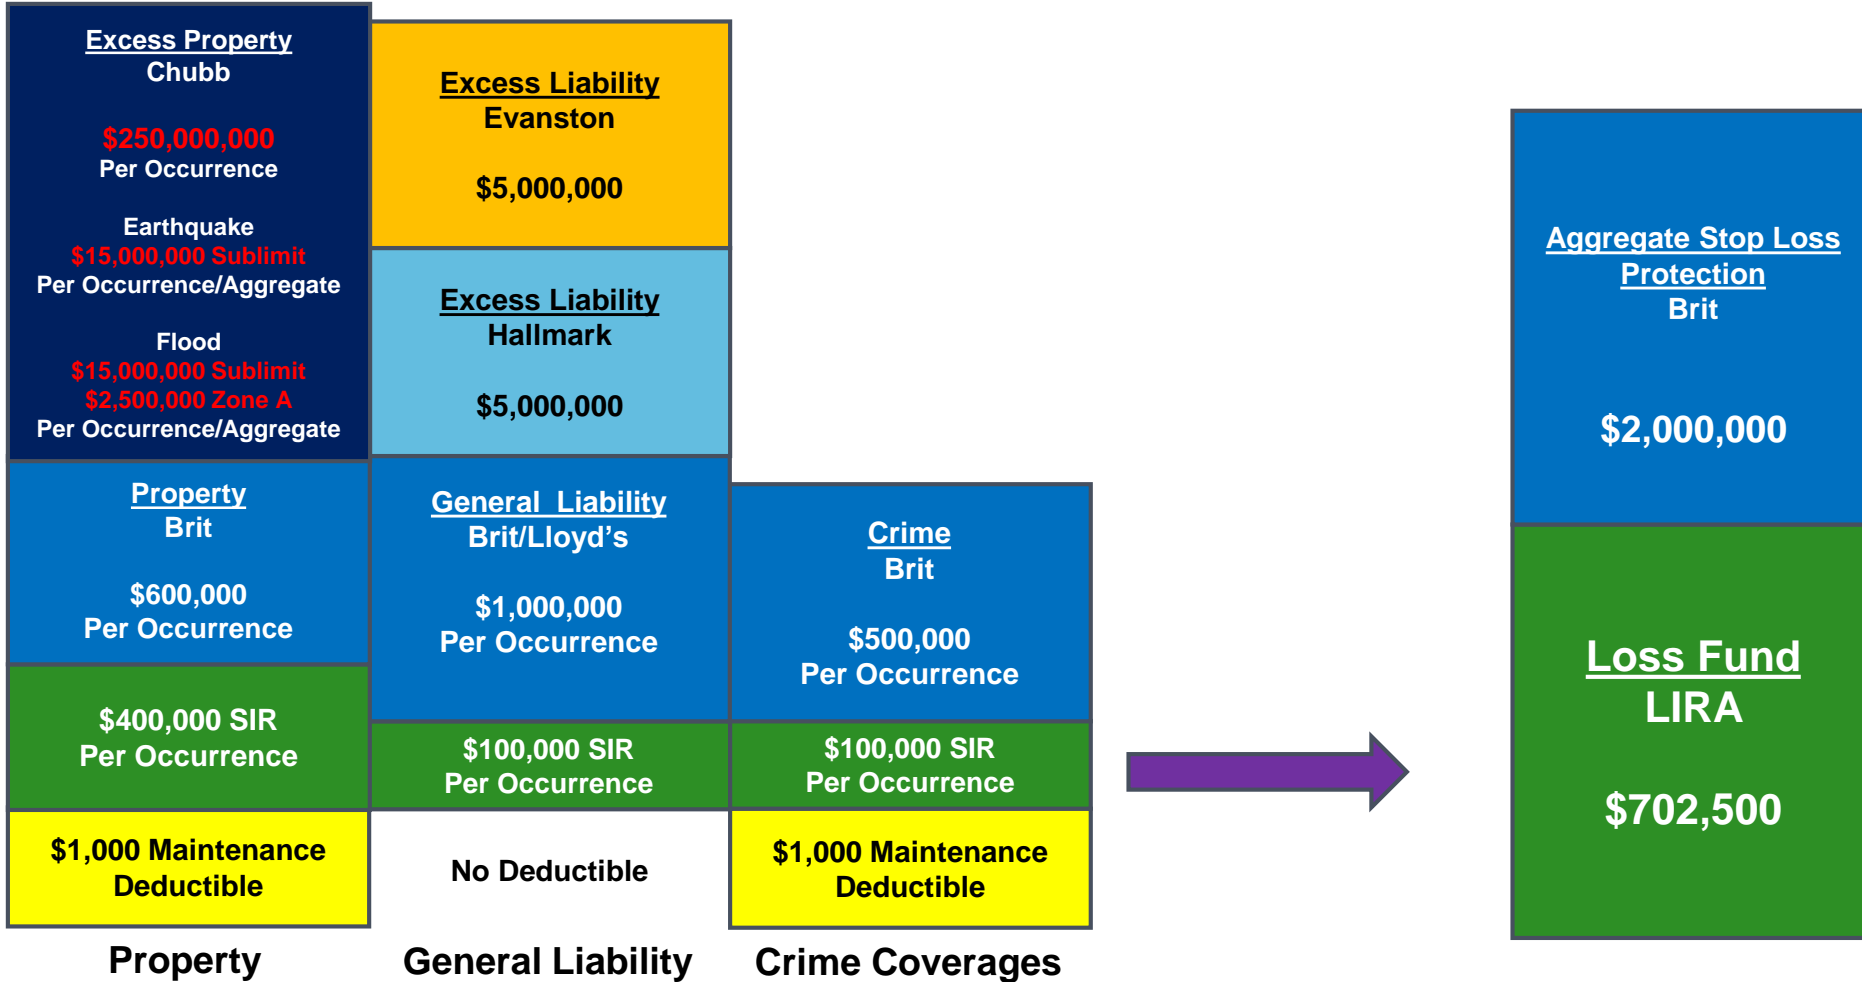 Excess Property
Chubb
$250,000,000
Per Occurrence
Earthquake
$15,000,000 Sublimit
Per Occurrence/Aggregate
Flood
$15,000,000 Sublimit
$2,500,000 Zone A
Per Occurrence/Aggregate
Property
Brit
$600,000
Per Occurrence
$400,000 SIR
Per Occurrence
$1,000 Maintenance
Deductible
Property
Excess Liability
Evanston
$5,000,000
Excess Liability
Hallmark
$5,000,000
General Liability
Brit/Lloyd's
$1,000,000
Per Occurrence
$100,000 SIR
Per Occurrence
No Deductible
General Liability
Crime
Brit
$500,000
Per Occurrence
$100,000 SIR
Per Occurrence
$1,000 Maintenance
Deductible
Crime Coverages
Aggregate Stop Loss
Protection
Brit
$2,000,000
Loss Fund
LIRA
$702,500